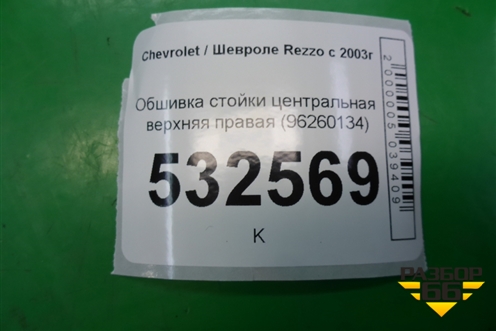 Chevrolet / Шевроле Rezzo с 2003г
Обшивка стойки центральная
верхняя правая (96260134)
532569
К
2000005039409
РАЗБОР
66